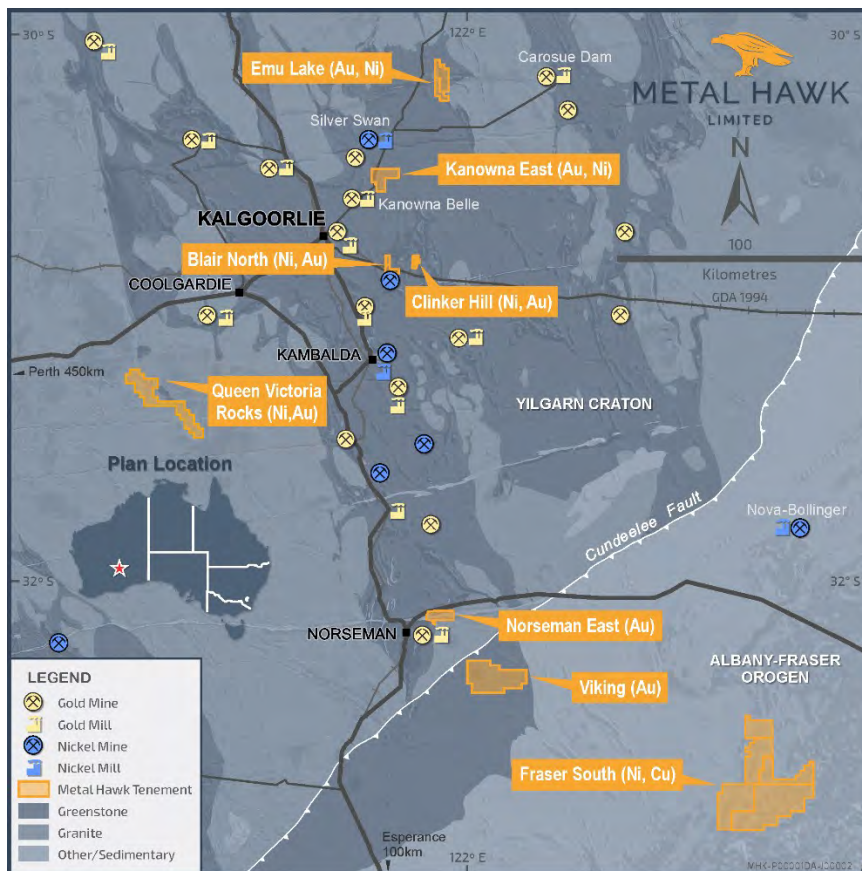 30° S
122° E
30° S
Emu Lake (Au, Ni)
Carosue Dam
METAL HAWK
LIMITED
Silver Swan
N
Kanowna East (Au, Ni)
Kanowna Belle
KALGOORLIE
100
Blair North (Ni, Au)
Kilometres
GDA 1994
COOLGARDIE
Clinker Hill (Ni, Au)
KAMBALDA
Perth 450km
Queen Victoria
Rocks (Ni,Au)
YILGARN CRATON
Plan Location
Cundeelee Fault
Nova-Bollinger
32° S
32° S
NORSEMAN
Norseman East (Au)
ALBANY-FRASER
OROGEN
Viking (Au)
LEGEND
Gold Mine
Gold Mill
Nickel Mine
Nickel Mill
Metal Hawk Tenement
Greenstone
Granite
Other/Sedimentary
Fraser South (Ni, Cu)
Esperance
100km
122° E